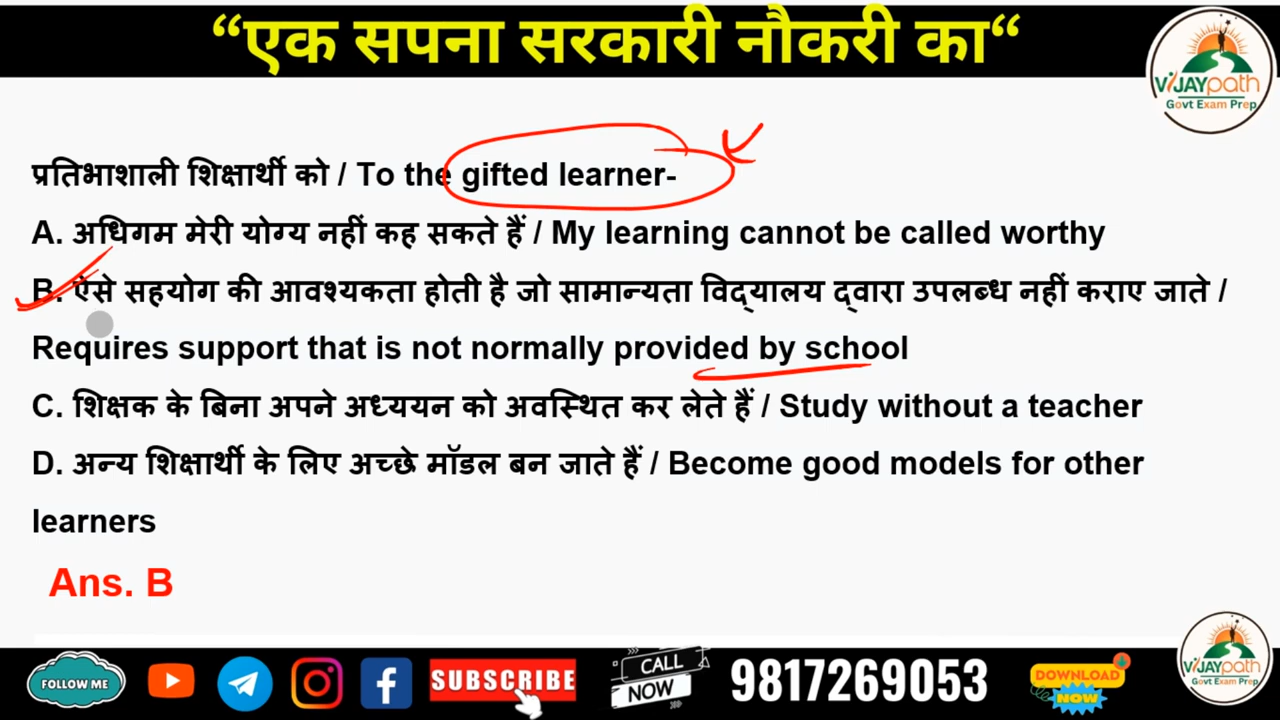 “एक सपना सरकारी नौकरी का“
VIJAYpath
Govt Exam Prep
प्रतिभाशाली शिक्षार्थी को / To the gifted learner-
A. अधिगम मेरी योग्य नहीं कह सकते हैं / My learning cannot be called worthy
B. ऐसे सहयोग की आवश्यकता होती है जो सामान्यता विद्यालय द्वारा उपलब्ध नहीं कराए जाते /
Requires support that is not normally provided by school
C. शिक्षक के बिना अपने अध्ययन को अवस्थित कर लेते हैं / Study without a teacher
D. अन्य शिक्षार्थी के लिए अच्छे मॉडल बन जाते हैं / Become good models for other
learners
Ans. B
FOLLOW ME
SUBSCRIBE
CALL
NOW
9817269053
DOWNLOAD
NOW
VIJAYpath
Govt Exam Prep